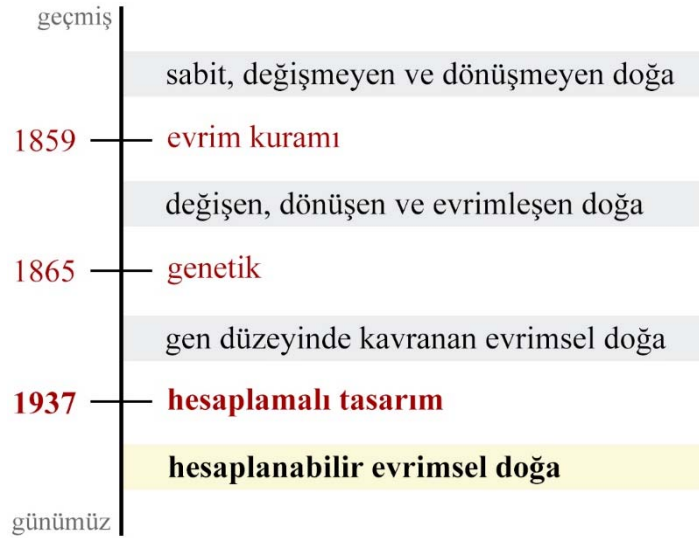 geçmiş
sabit, değişmeyen ve dönüşmeyen doğa
1859 evrim kuramı
değişen, dönüşen ve evrimleşen doğa
1865 genetik
gen düzeyinde kavranan evrimsel doğa
1937 hesaplamalı tasarım
hesaplanabilir evrimsel doğa
günümüz